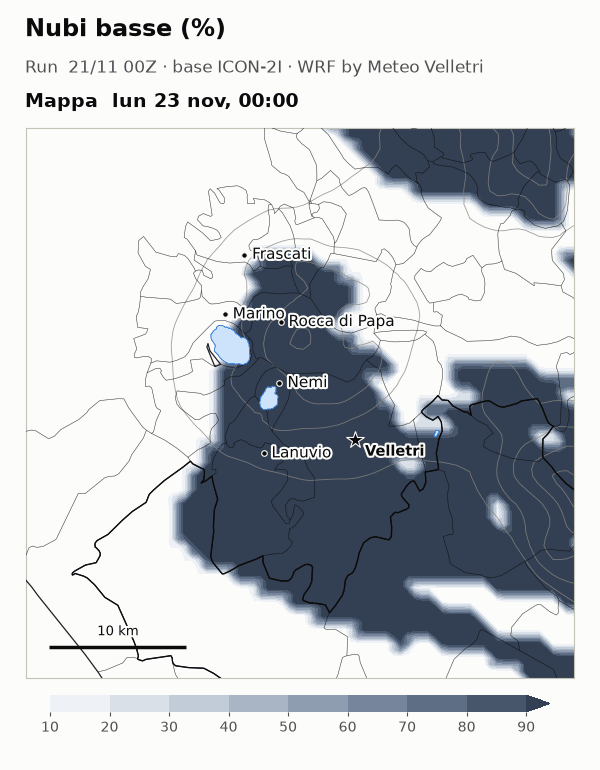 Nubi basse (%)
Run  21/11 00Z · base ICON-2I · WRF by Meteo Velletri
Mappa  lun 23 nov, 00:00
Frascati
Marino
Rocca di Papa
Nemi
Velletri
Lanuvio
10 km
10 20 30 40 50 60 70 80 90